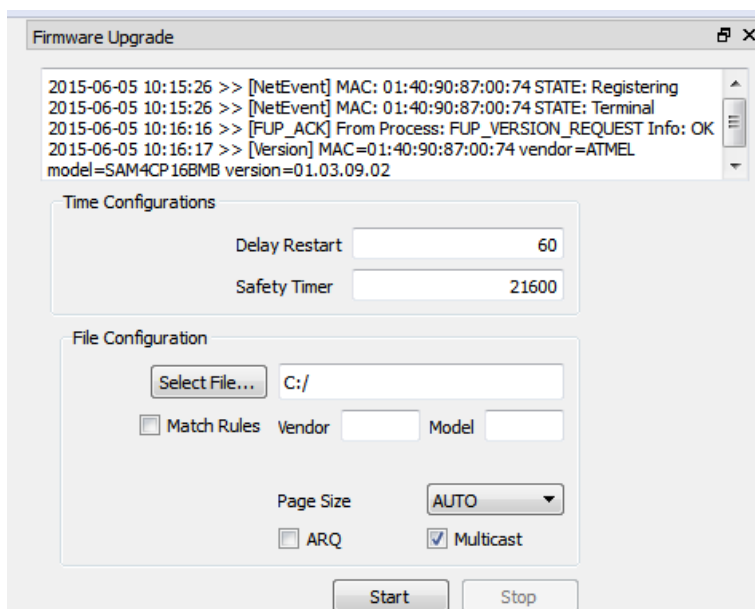 Firmware Upgrade
2015-06-05 10:15:26 >> [NetEvent] MAC: 01:40:90:87:00:74 STATE: Registering
2015-06-05 10:15:26 >> [NetEvent] MAC: 01:40:90:87:00:74 STATE: Terminal
2015-06-05 10:16:16 >> [FUP_ACK] From Process: FUP_VERSION_REQUEST Info: OK
2015-06-05 10:16:17 >> [Version] MAC=01:40:90:87:00:74 vendor=ATMEL
model=SAM4CP16BMB version=01.03.09.02
Time Configurations
Delay Restart 60
Safety Timer 21600
File Configuration
Select File... C:/
Match Rules Vendor Model
Page Size AUTO
ARQ Multicast
Start Stop